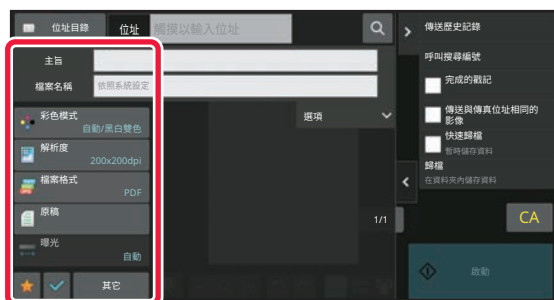 位址目錄
位址
觸摸以輸入位址
主旨
檔案名稱
依照系統設定
彩色模式
自動/黑白雙色
解析度
200x200dpi
檔案格式
PDF
原稿
曝光
自動
其它
選項
1/1
傳送歷史記錄
呼叫搜尋編號
完成的戳記
傳送與傳真位址相同的
影像
快速歸檔
暫時儲存資料
歸檔
在資料夾內儲存資料
CA
啟動